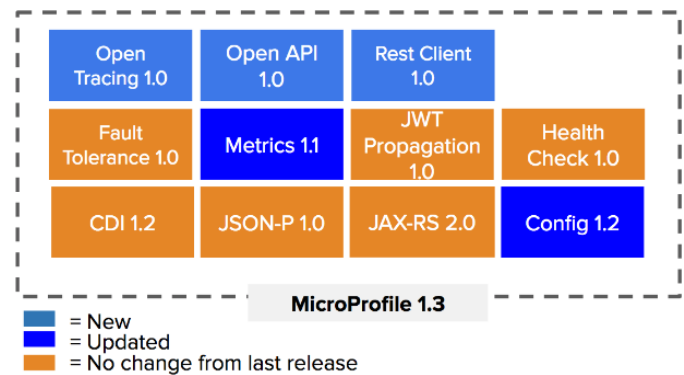 Open
Tracing 1.0
Open API
1.0
Rest Client
1.0
Fault
Tolerance 1.0
Metrics 1.1
JWT
Propagation
1.0
Health
Check 1.0
CDI 1.2
JSON-P 1.0
JAX-RS 2.0
Config 1.2
MicroProfile 1.3
= New
= Updated
= No change from last release